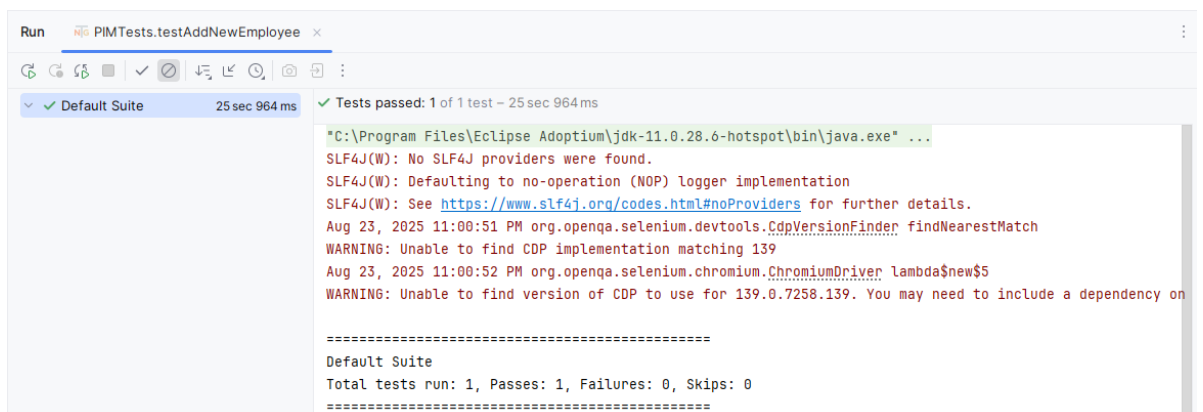 Run PIMTests.testAddNewEmployee
Default Suite 25 sec 964 ms
Tests passed: 1 of 1 test – 25 sec 964 ms
"C:\Program Files\Eclipse Adoptium\jdk-11.0.28.6-hotspot\bin\java.exe" ...
SLF4J(W): No SLF4J providers were found.
SLF4J(W): Defaulting to no-operation (NOP) logger implementation
SLF4J(W): See https://www.slf4j.org/codes.html#noProviders for further details.
Aug 23, 2025 11:00:51 PM org.openqa.selenium.devtools.CdpVersionFinder findNearestMatch
WARNING: Unable to find CDP implementation matching 139
Aug 23, 2025 11:00:52 PM org.openqa.selenium.chromium.ChromiumDriver lambda$new$5
WARNING: Unable to find version of CDP to use for 139.0.7258.139. You may need to include a dependency on
===============================================
Default Suite
Total tests run: 1, Passes: 1, Failures: 0, Skips: 0
===============================================